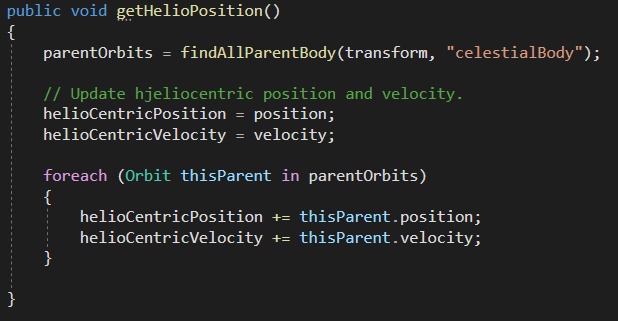 public void getHelioPosition()
{
parentOrbits = findAllParentBody(transform, "celestialBody");
// Update hjeliocentric position and velocity.
helioCentricPosition = position;
helioCentricVelocity = velocity;
foreach (Orbit thisParent in parentOrbits)
{
helioCentricPosition += thisParent.position;
helioCentricVelocity += thisParent.velocity;
}
}